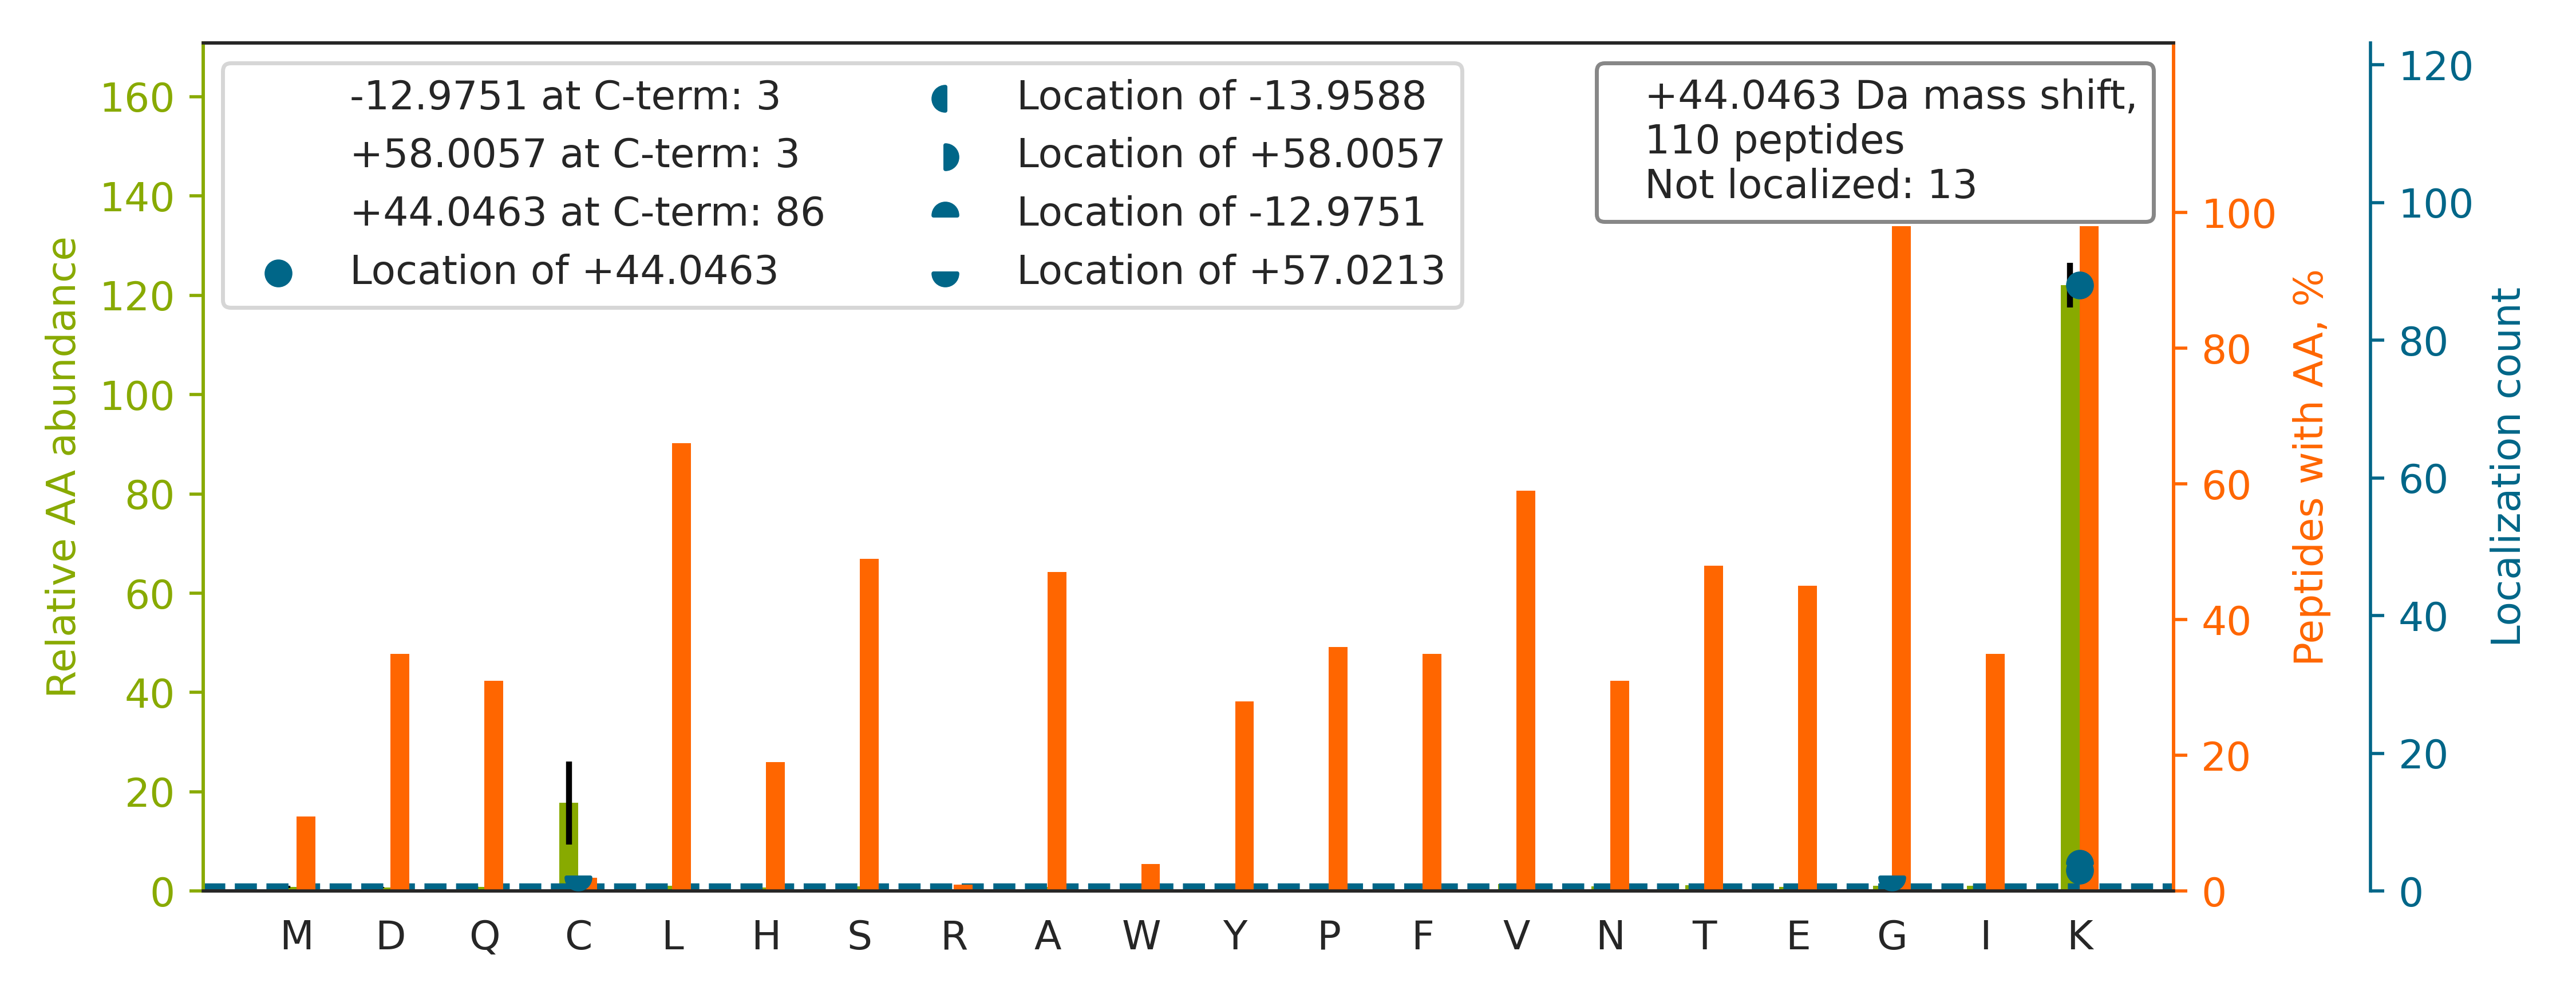 -12.9751 at C-term: 3
+58.0057 at C-term: 3
+44.0463 at C-term: 86
Location of +44.0463
Location of -13.9588
Location of +58.0057
Location of -12.9751
Location of +57.0213
+44.0463 Da mass shift,
110 peptides
Not localized: 13
Relative AA abundance
160
140
120
100
80
60
40
20
0
100
80
60
40
20
0
Peptides with AA, %
120
100
80
60
40
20
0
Localization count
M D Q C L H S R A W Y P F V N T E G I K